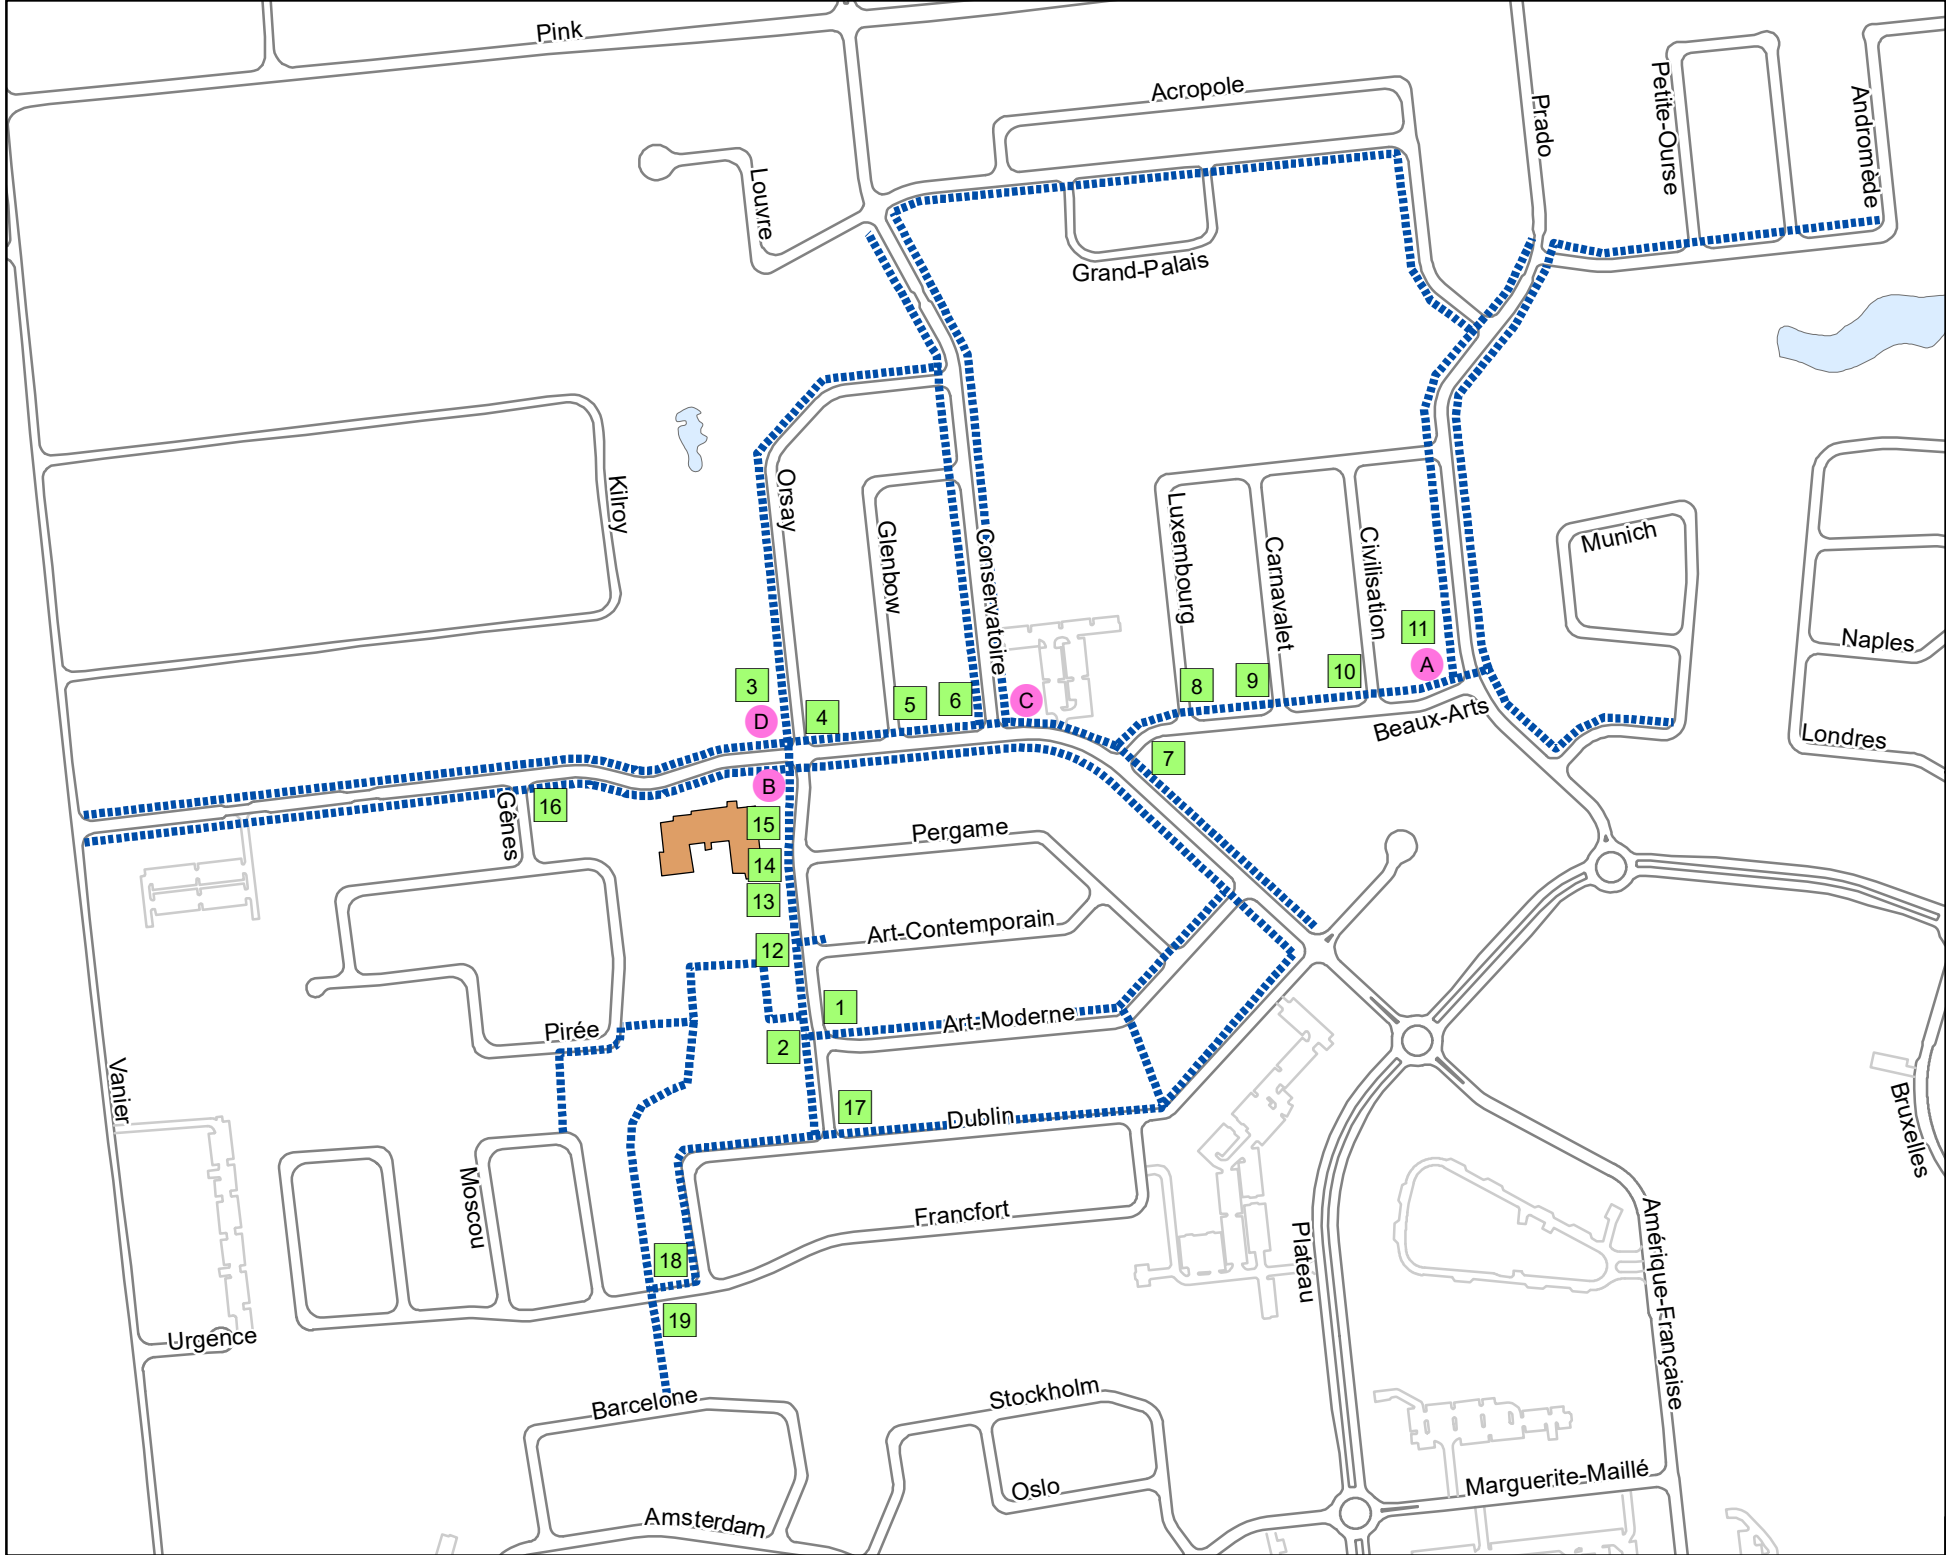 Pink
Acropole
Prado
Petite-Ourse
Andromède
Louvre
Grand-Palais
Kilroy
Orsay
Glenbow
Conservatoire
Luxembourg
Carnavalet
Civilisation
Munich
Naples
Londres
Beaux-Arts
11
A
3
D
4
5
6
C
8
9
10
7
B
16
Gênes
15
14
13
Pergame
Art-Contemporain
12
1
2
Art-Moderne
Pirée
Vanier
17
Dublin
Moscou
Francfort
18
19
Plateau
Amérique-Française
Bruxelles
Urgence
Barcelone
Stockholm
Oslo
Amsterdam
Marguerite-Maillé